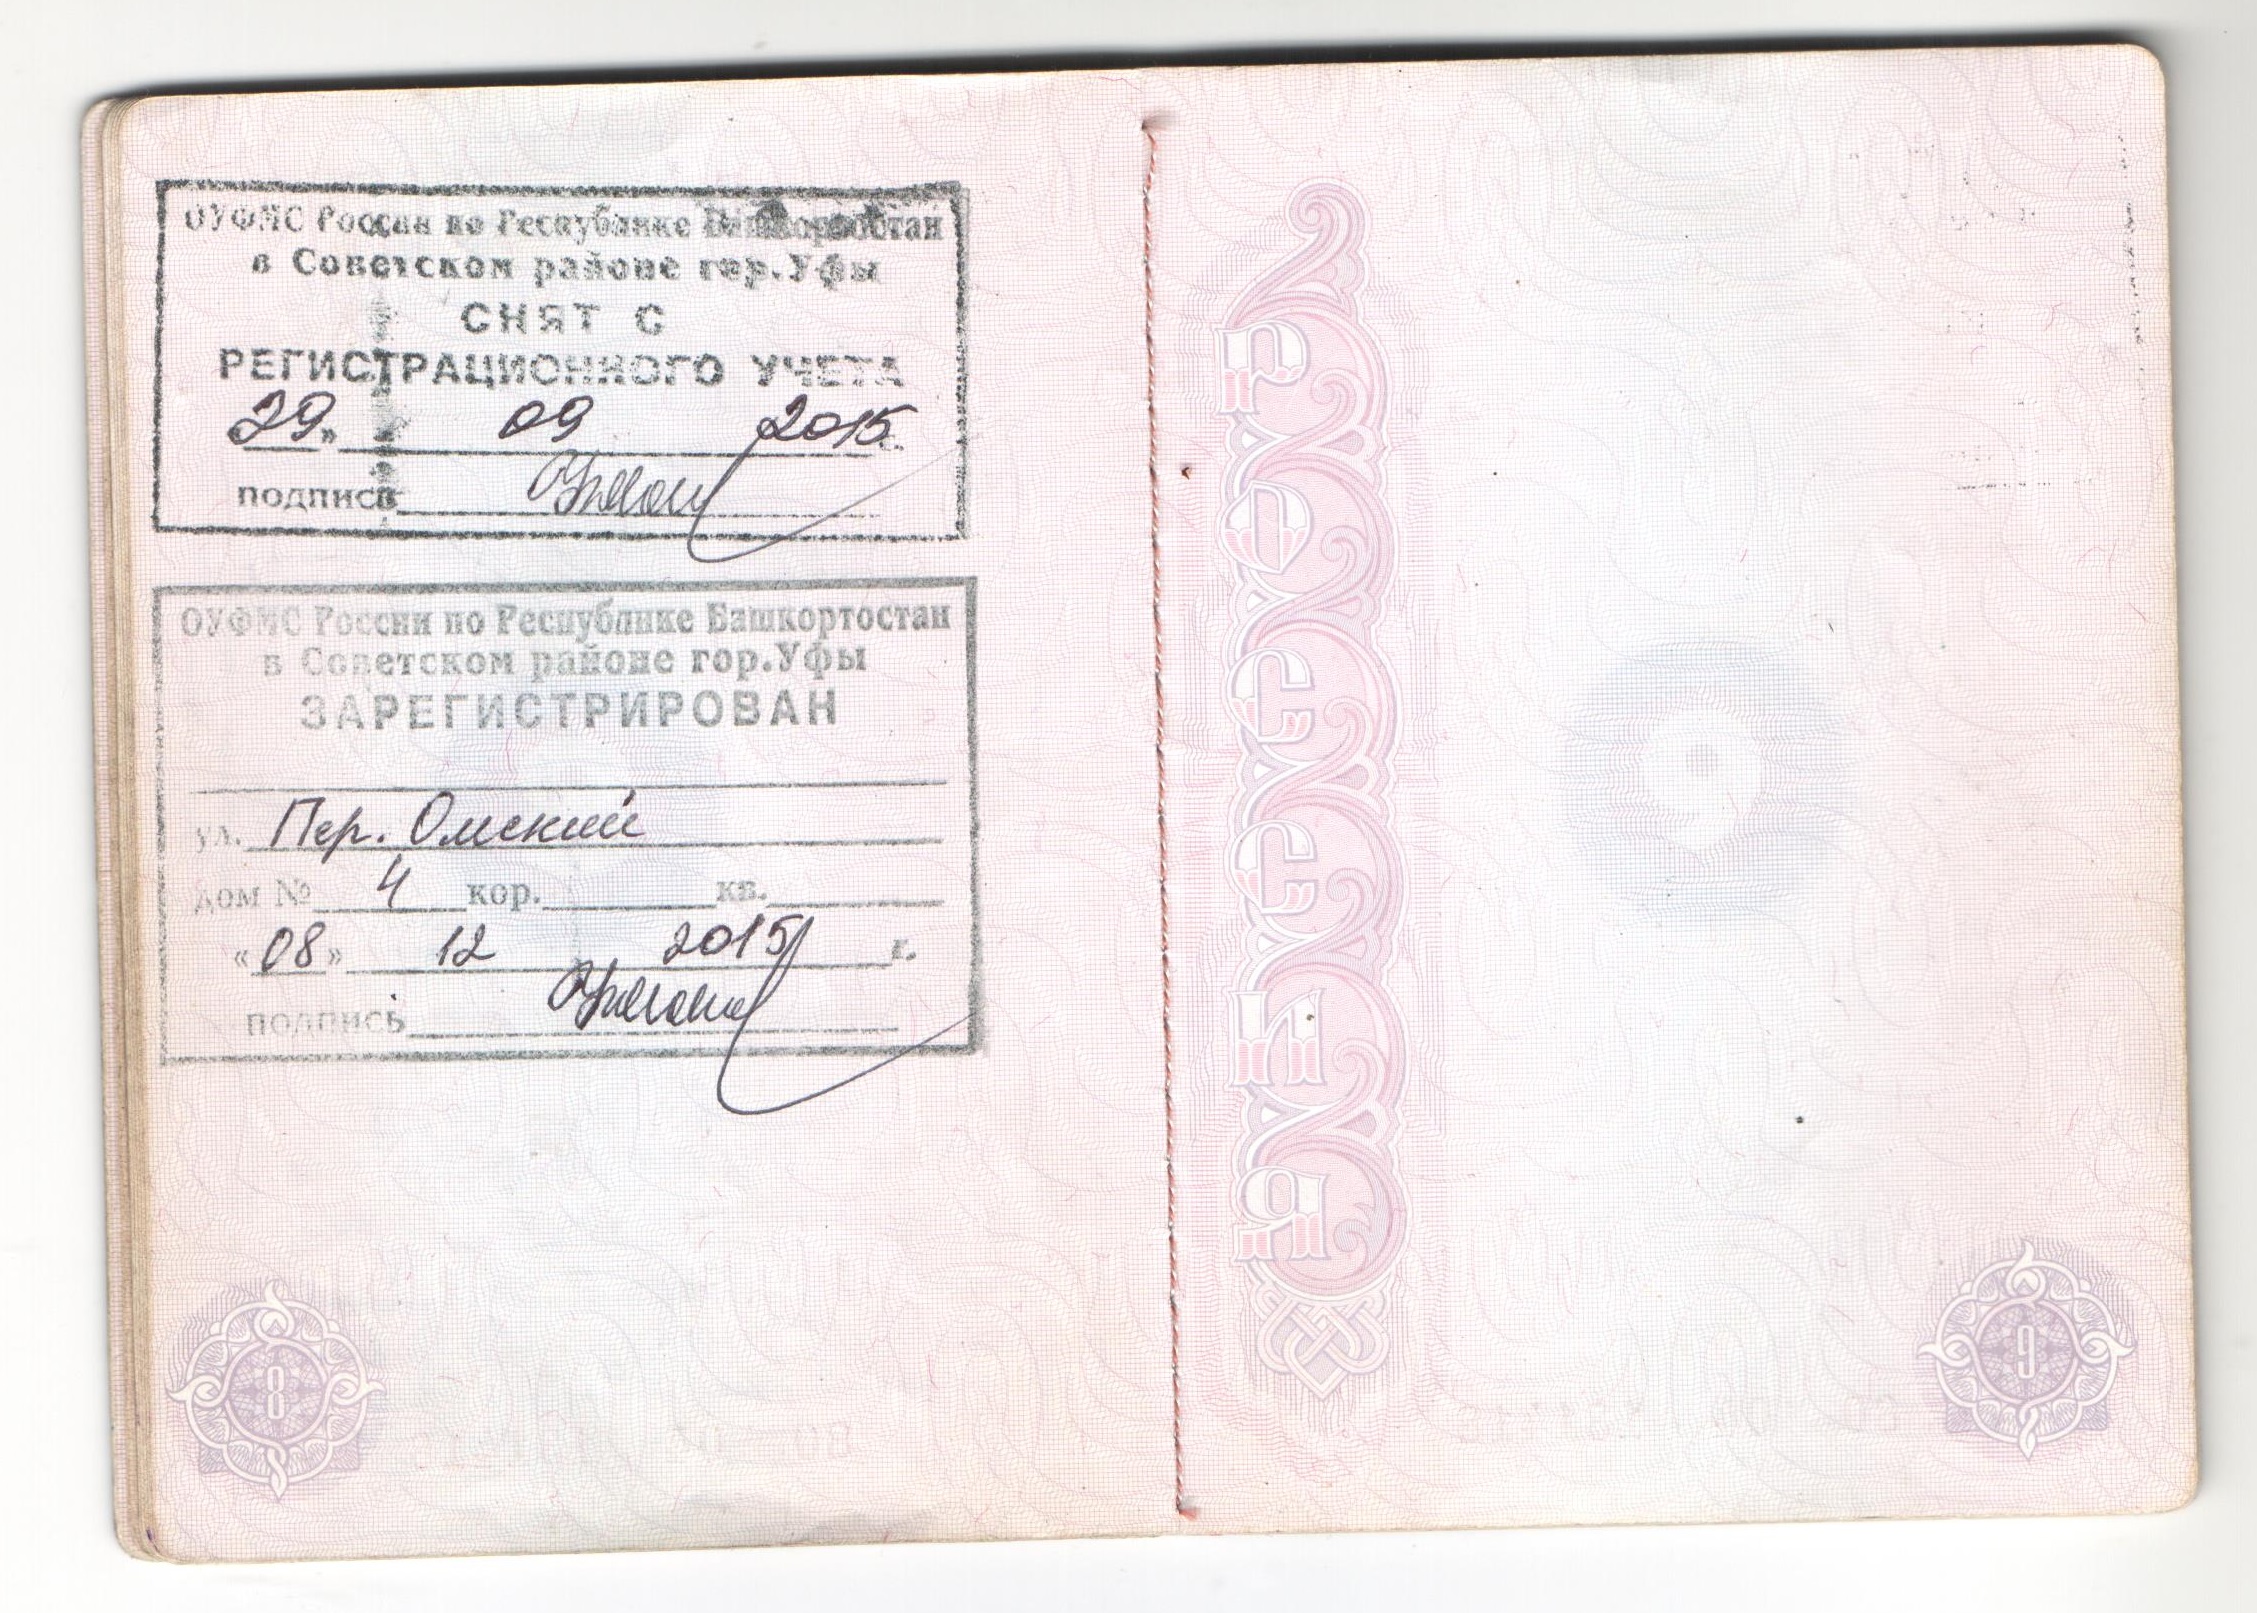 ОУФМС России по Республике Башкортостан
в Советском районе гор.Уфы
СНЯТ С
РЕГИСТРАЦИОННОГО УЧЕТА
«29» 09 2015 г.
подпись
ОУФМС России по Республике Башкортостан
в Советском районе гор.Уфы
ЗАРЕГИСТРИРОВАН
ул. Пер. Омский
дом № 4 кор. кв.
«08» 12 2015 г.
подпись
8
РОССИЯ
9